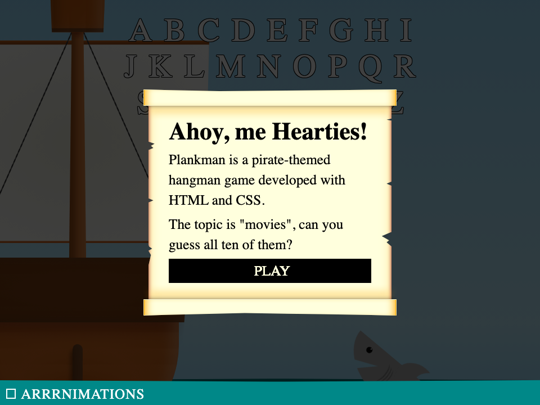 A B C D E F G H I
J K L M N O P Q R
S Z
Ahoy, me Hearties!
Plankman is a pirate-themed
hangman game developed with
HTML and CSS.
The topic is "movies", can you
guess all ten of them?
PLAY
ARRRNIMATIONS